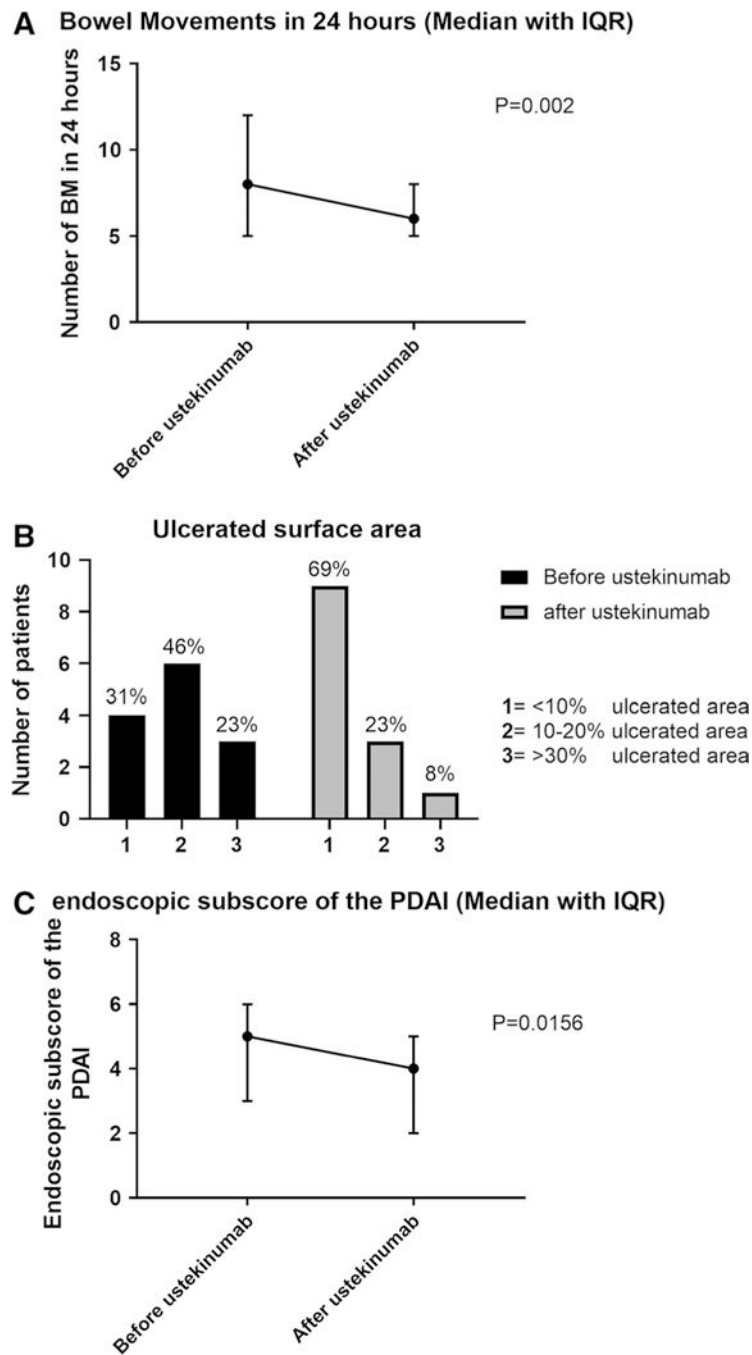 A Bowel Movements in 24 hours (Median with IQR)
Number of BM in 24 hours
15
10
5
0
P=0.002
Before ustekinumab
After ustekinumab
B Ulcerated surface area
Number of patients
10
8
6
4
2
0
31%
46%
23%
69%
23%
8%
1 2 3 1 2 3
Before ustekinumab
after ustekinumab
1= <10% ulcerated area
2= 10-20% ulcerated area
3= >30% ulcerated area
C endoscopic subscore of the PDAI (Median with IQR)
Endoscopic subscore of the
PDAI
8
6
4
2
0
P=0.0156
Before ustekinumab
After ustekinumab